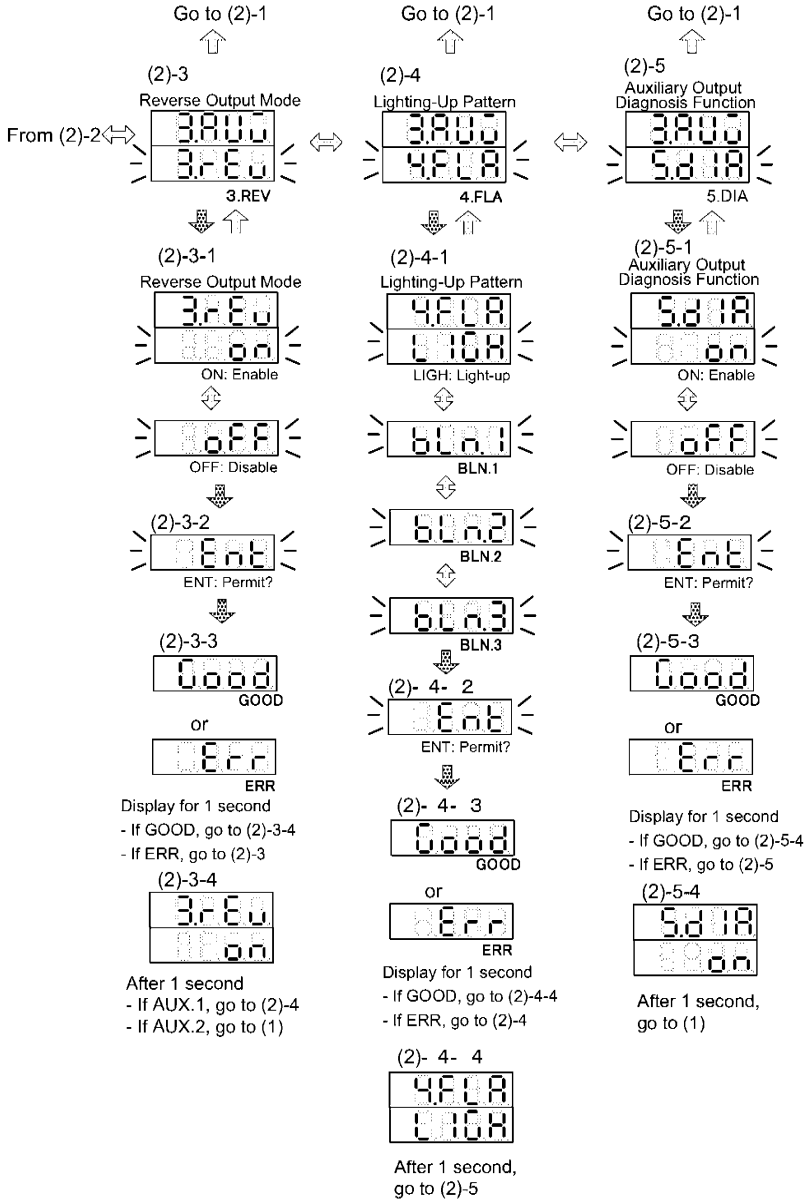 Go to (2)-1
Go to (2)-1
Go to (2)-1
From (2)-2
(2)-3
Reverse Output Mode
3.AUX
3.rEv
3.REV
(2)-3-1
Reverse Output Mode
3.rEv
on
ON: Enable
oFF
OFF: Disable
(2)-3-2
Ent
ENT: Permit?
(2)-3-3
Good
GOOD
or
Err
ERR
Display for 1 second
- If GOOD, go to (2)-3-4
- If ERR, go to (2)-3
(2)-3-4
3.rEv
on
After 1 second
- If AUX.1, go to (2)-4
- If AUX.2, go to (1)
(2)-4
Lighting-Up Pattern
3.AUX
4.FLA
4.FLA
(2)-4-1
Lighting-Up Pattern
4.FLA
LIGH
LIGH: Light-up
bLn.1
BLN.1
bLn.2
BLN.2
bLn.3
BLN.3
(2)- 4- 2
Ent
ENT: Permit?
(2)- 4- 3
Good
GOOD
or
Err
ERR
Display for 1 second
- If GOOD, go to (2)-4-4
- If ERR, go to (2)-4
(2)- 4- 4
4.FLA
LIGH
After 1 second,
go to (2)-5
(2)-5
Auxiliary Output
Diagnosis Function
3.AUX
5.dIA
5.DIA
(2)-5-1
Auxiliary Output
Diagnosis Function
5.dIA
on
ON: Enable
oFF
OFF: Disable
(2)-5-2
Ent
ENT: Permit?
(2)-5-3
Good
GOOD
or
Err
ERR
Display for 1 second
- If GOOD, go to (2)-5-4
- If ERR, go to (2)-5
(2)-5-4
5.dIA
on
After 1 second,
go to (1)